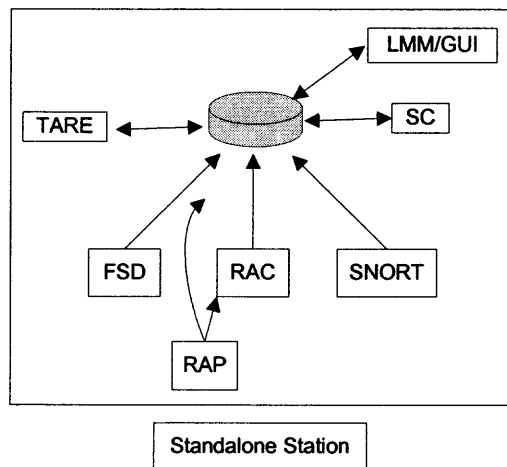 LMM/GUI
TARE
SC
FSD
RAC
SNORT
RAP
Standalone Station